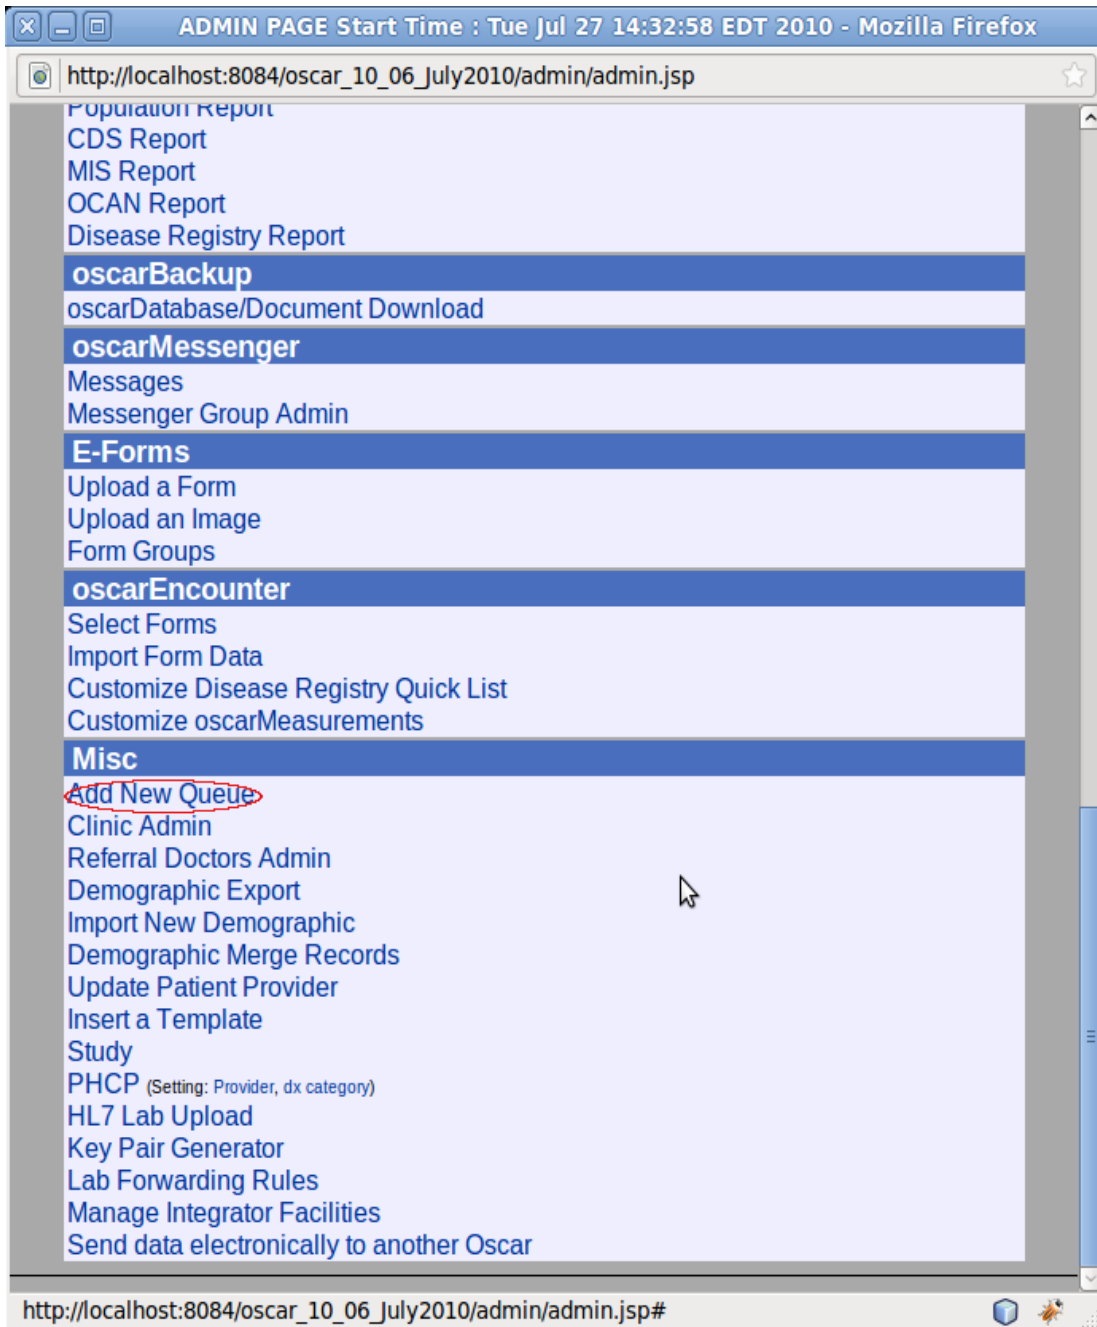 ADMIN PAGE Start Time : Tue Jul 27 14:32:58 EDT 2010 - Mozilla Firefox
http://localhost:8084/oscar_10_06_July2010/admin/admin.jsp
Population Report
CDS Report
MIS Report
OCAN Report
Disease Registry Report
oscarBackup
oscarDatabase/Document Download
oscarMessenger
Messages
Messenger Group Admin
E-Forms
Upload a Form
Upload an Image
Form Groups
oscarEncounter
Select Forms
Import Form Data
Customize Disease Registry Quick List
Customize oscarMeasurements
Misc
Add New Queue
Clinic Admin
Referral Doctors Admin
Demographic Export
Import New Demographic
Demographic Merge Records
Update Patient Provider
Insert a Template
Study
PHCP (Setting: Provider, dx category)
HL7 Lab Upload
Key Pair Generator
Lab Forwarding Rules
Manage Integrator Facilities
Send data electronically to another Oscar
http://localhost:8084/oscar_10_06_July2010/admin/admin.jsp#